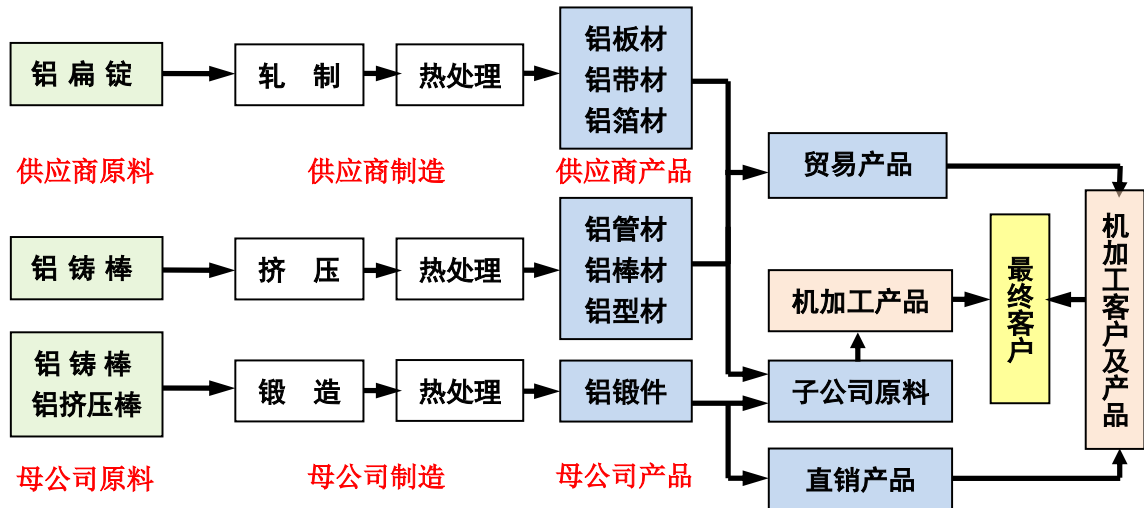 铝 扁 锭
轧 制
热处理
铝板材
铝带材
铝箔材
供应商原料
供应商制造
供应商产品
贸易产品
铝 铸 棒
挤 压
热处理
铝管材
铝棒材
铝型材
机加工产品
最终客户
机加工客户及产品
铝 铸 棒
铝挤压棒
锻 造
热处理
铝锻件
子公司原料
母公司原料
母公司制造
母公司产品
直销产品